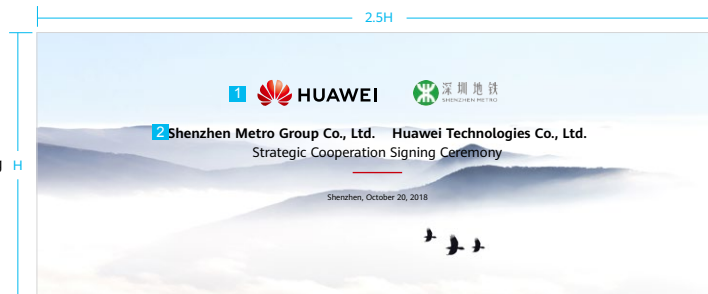 2.5H
1 HUAWEI 深圳地铁
SHENZHEN METRO
2 Shenzhen Metro Group Co., Ltd. Huawei Technologies Co., Ltd.
Strategic Cooperation Signing Ceremony
H
Shenzhen, October 20, 2018